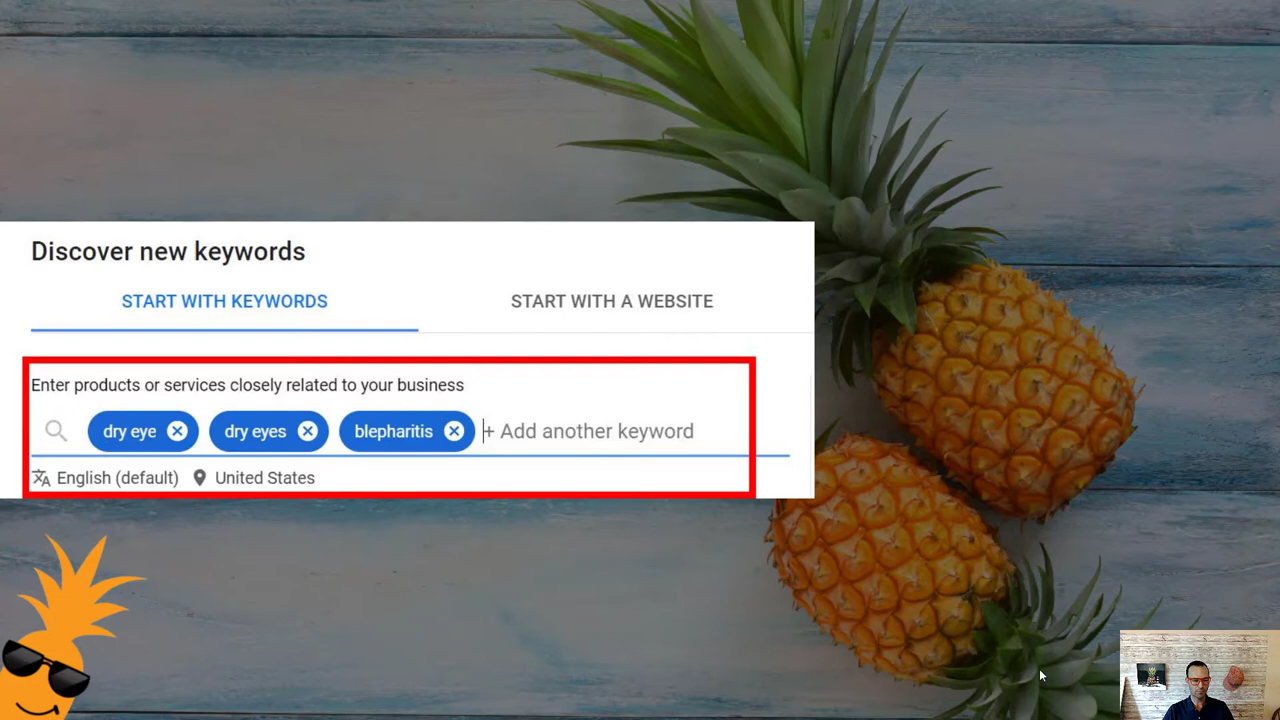 Discover new keywords
START WITH KEYWORDS START WITH A WEBSITE
Enter products or services closely related to your business
dry eye dry eyes blepharitis + Add another keyword
English (default) United States